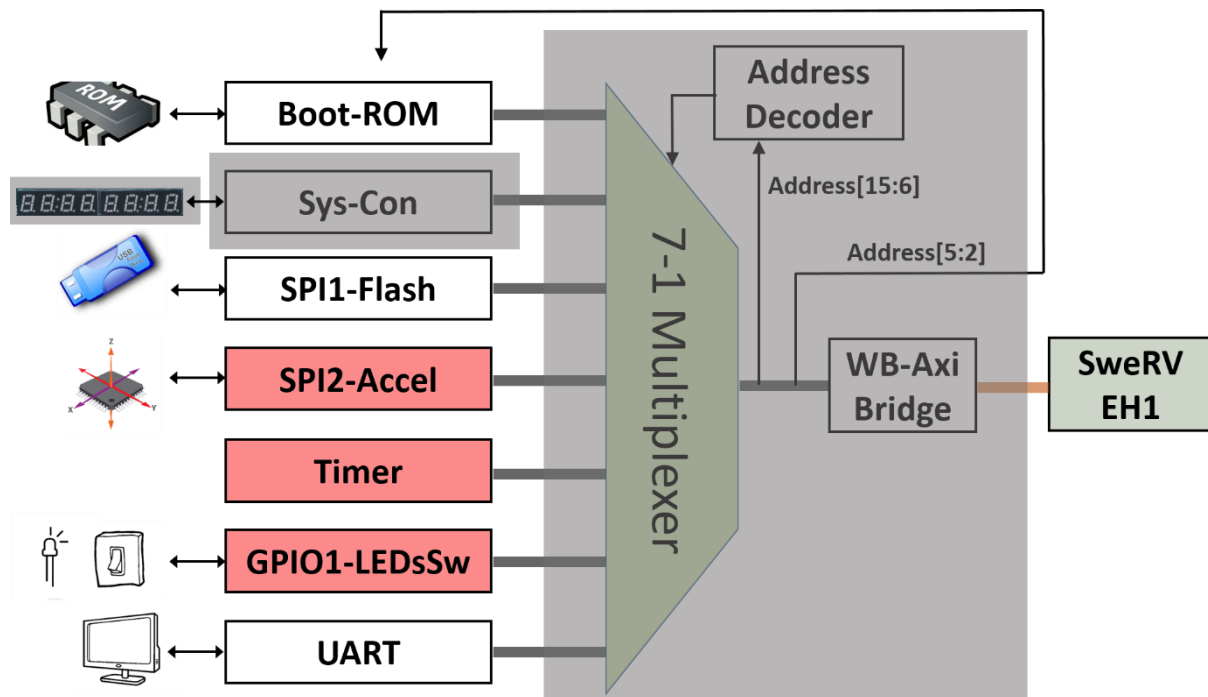 ROM
Boot-ROM
Address
Decoder
Sys-Con
Address[15:6]
USB
Address[5:2]
SPI1-Flash
7-1 Multiplexer
Z
SPI2-Accel
X
Y
WB-Axi
Bridge
SweRV
EH1
Timer
GPIO1-LEDsSw
UART